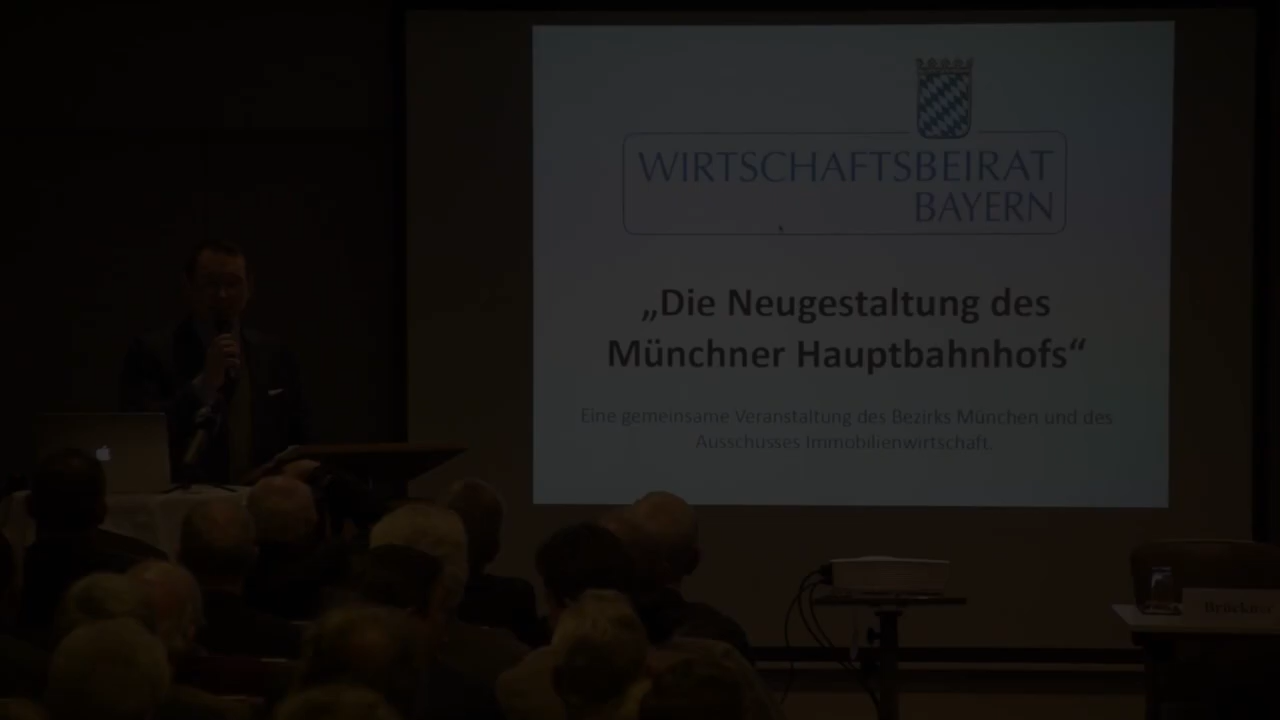 WIRTSCHAFTSBEIRAT
BAYERN
„Die Neugestaltung des
Münchner Hauptbahnhofs“
Eine gemeinsame Veranstaltung des Bezirks München und des
Ausschusses Immobilienwirtschaft.